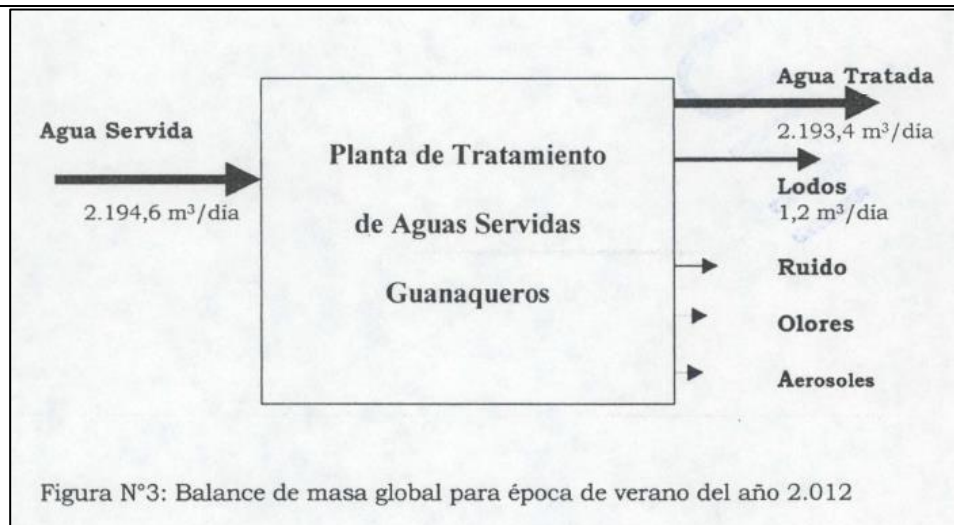 Agua Tratada
2.193,4 m³/día
Agua Servida
2.194,6 m³/día
Planta de Tratamiento
de Aguas Servidas
Guanaqueros
Lodos
1,2 m³/día
Ruido
Olores
Aerosoles
Figura N°3: Balance de masa global para época de verano del año 2.012